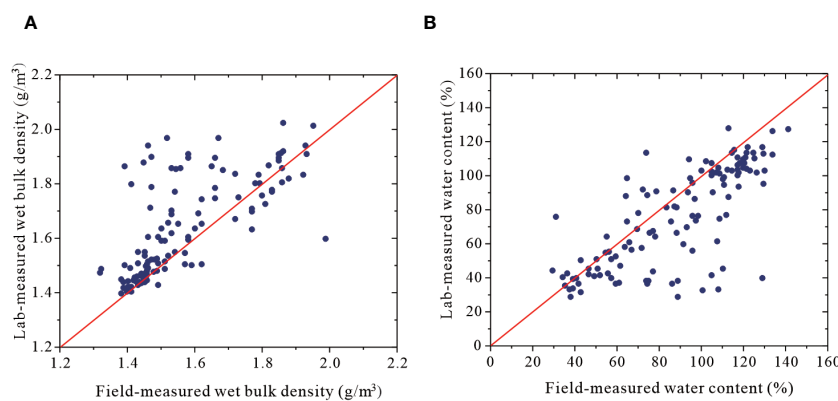 A
B
Lab-measured wet bulk density (g/m³)
2.2
2.0
1.8
1.6
1.4
1.2
1.2 1.4 1.6 1.8 2.0 2.2
Field-measured wet bulk density (g/m³)
Lab-measured water content (%)
160
140
120
100
80
60
40
20
0
0 20 40 60 80 100 120 140 160
Field-measured water content (%)